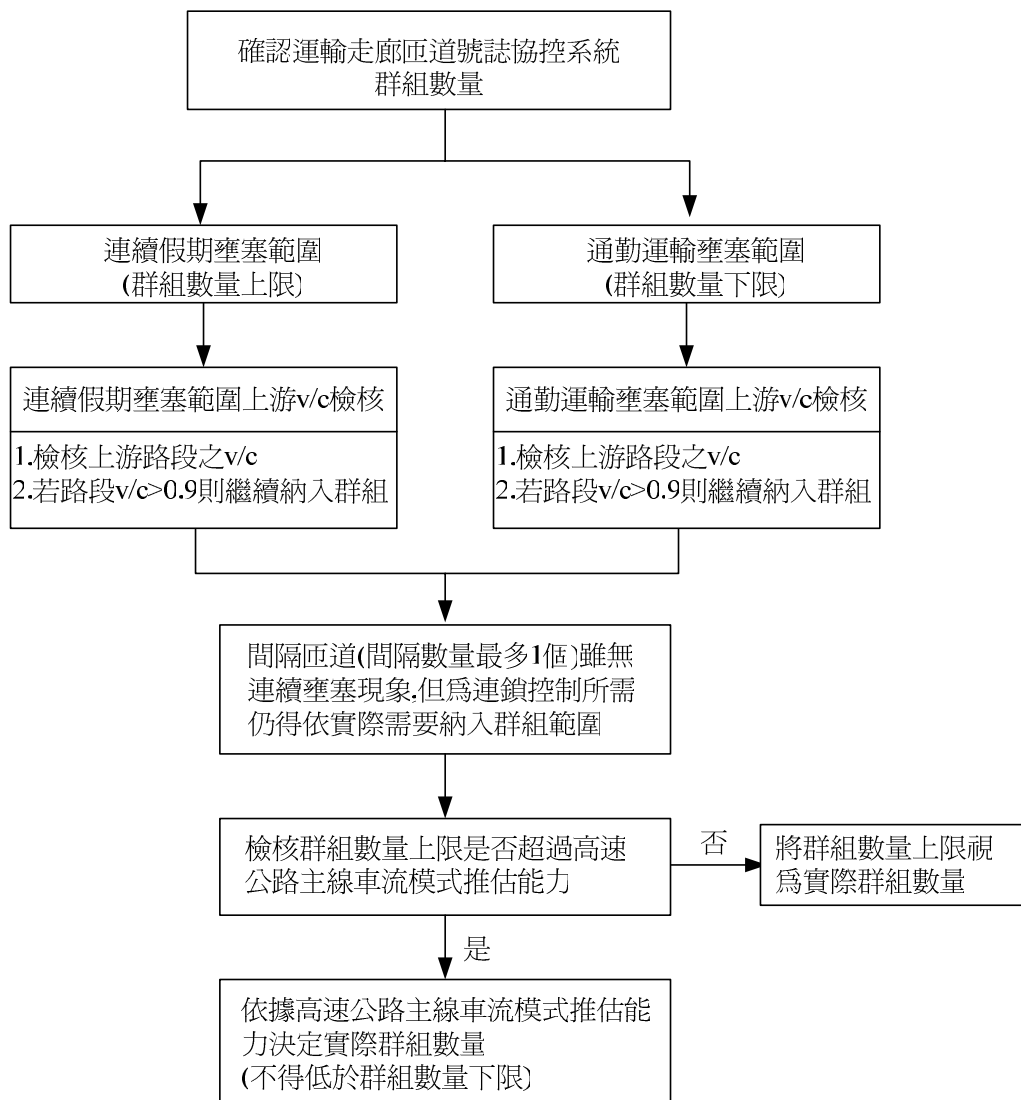 確認運輸走廊匝道號誌協控系統
群組數量
連續假期壅塞範圍
(群組數量上限)
通勤運輸壅塞範圍
(群組數量下限)
連續假期壅塞範圍上游v/c檢核
1.檢核上游路段之v/c
2.若路段v/c>0.9則繼續納入群組
通勤運輸壅塞範圍上游v/c檢核
1.檢核上游路段之v/c
2.若路段v/c>0.9則繼續納入群組
間隔匝道(間隔數量最多1個)雖無
連續壅塞現象,但爲連鎖控制所需
仍得依實際需要納入群組範圍
檢核群組數量上限是否超過高速
公路主線車流模式推估能力
否
將群組數量上限視
爲實際群組數量
是
依據高速公路主線車流模式推估能
力決定實際群組數量
(不得低於群組數量下限)